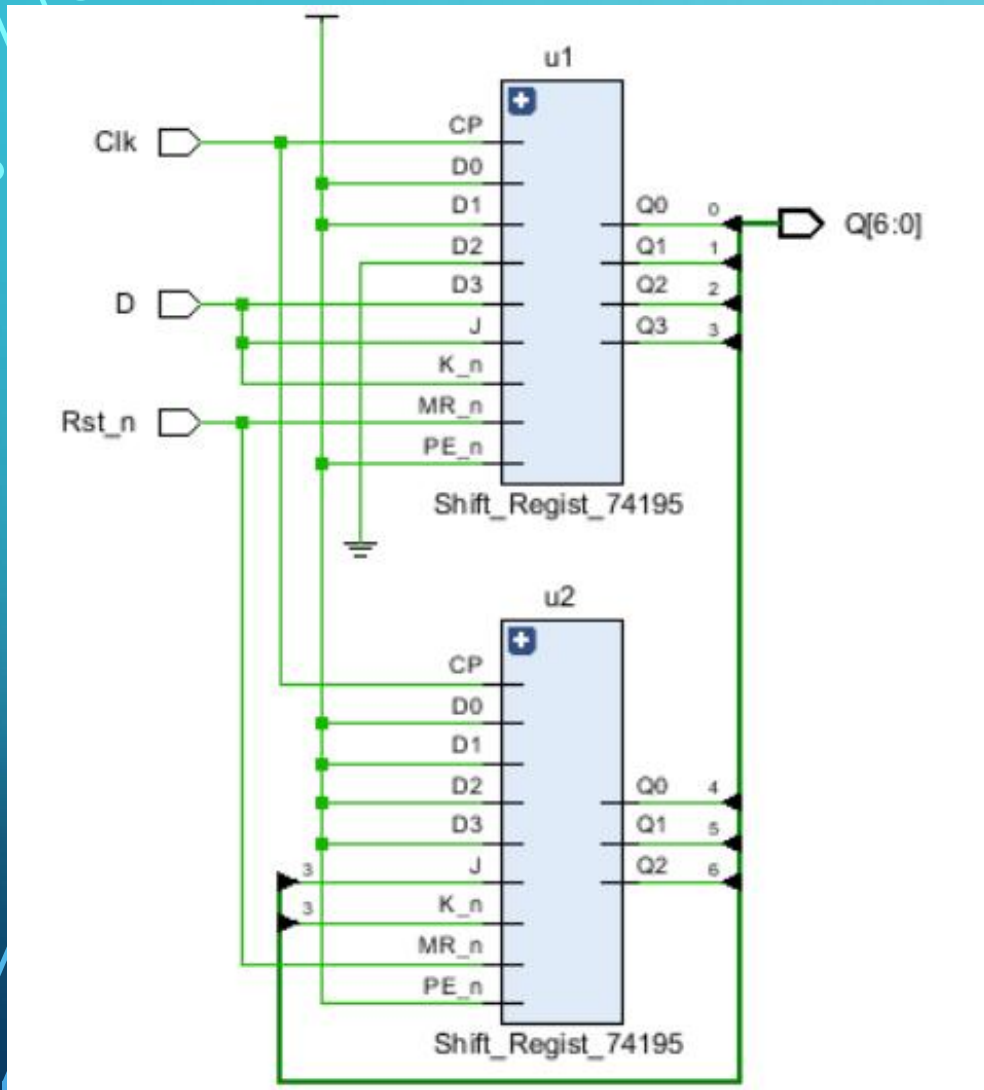 u1
Clk
CP
D0
D1
D2
D
D3
J
K_n
Rst_n
MR_n
PE_n
Q0 0
Q1 1
Q2 2
Q3 3
Q[6:0]
Shift_Regist_74195
u2
CP
D0
D1
D2
D3
3 J
3 K_n
MR_n
PE_n
Q0 4
Q1 5
Q2 6
Shift_Regist_74195